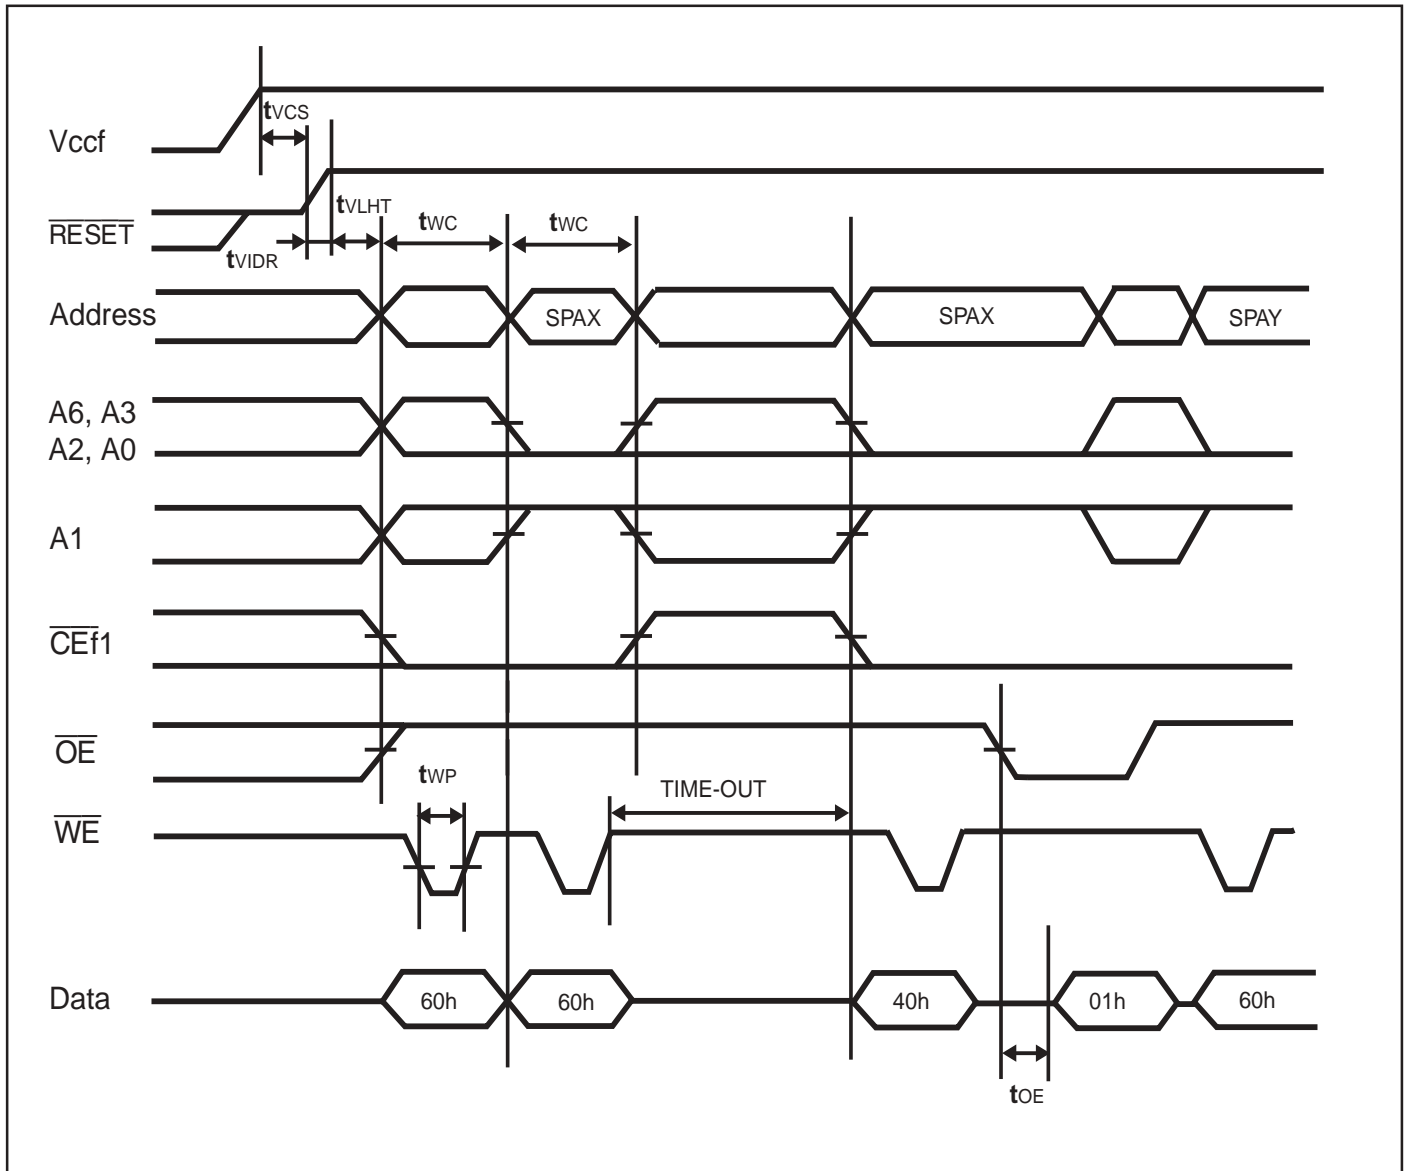 tVCS
Vccf
tVLHT
tWC
tWC
RESET
tVIDR
Address
SPAX
SPAX
SPAY
A6, A3
A2, A0
A1
CEf1
OE
tWP
TIME-OUT
WE
Data
60h
60h
40h
01h
60h
tOE